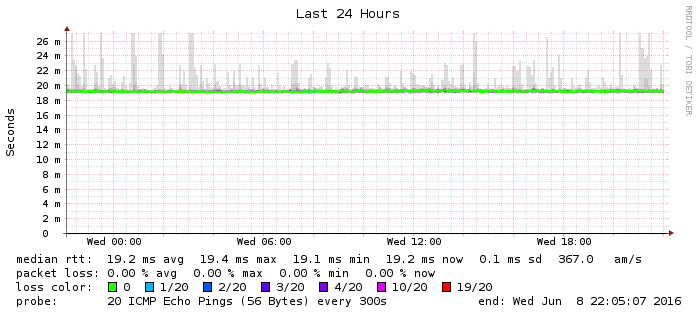 Last 24 Hours
RRDTOOL / TOBI OETIKER
Seconds
26 m
24 m
22 m
20 m
18 m
16 m
14 m
12 m
10 m
8 m
6 m
4 m
2 m
0
Wed 00:00 Wed 06:00 Wed 12:00 Wed 18:00
median rtt: 19.2 ms avg 19.4 ms max 19.1 ms min 19.2 ms now 0.1 ms sd 367.0 am/s
packet loss: 0.00 % avg 0.00 % max 0.00 % min 0.00 % now
loss color: 0 1/20 2/20 3/20 4/20 10/20 19/20
probe: 20 ICMP Echo Pings (56 Bytes) every 300s end: Wed Jun 8 22:05:07 2016